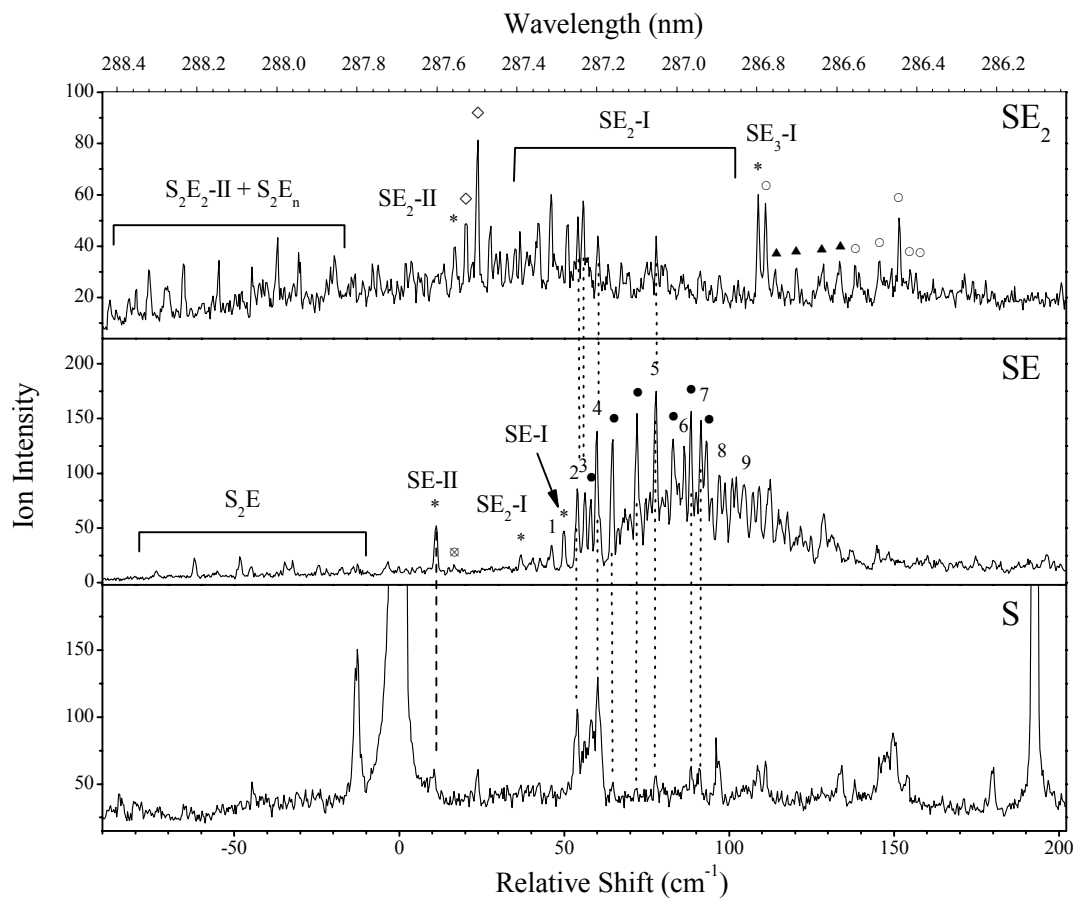 Wavelength (nm)
288.4 288.2 288.0 287.8 287.6 287.4 287.2 287.0 286.8 286.6 286.4 286.2
100
80
60
40
20
SE₂
SE₂-I
SE₃-I
*
S₂E₂-II + S₂Eₙ
SE₂-II
*
*
Ion Intensity
200
150
100
50
0
SE
S₂E
SE-II
*
SE₂-I
*
SE-I
*
1 2 3 4 5 6 7 8 9
150
100
50
S
-50 0 50 100 150 200
Relative Shift (cm⁻¹)